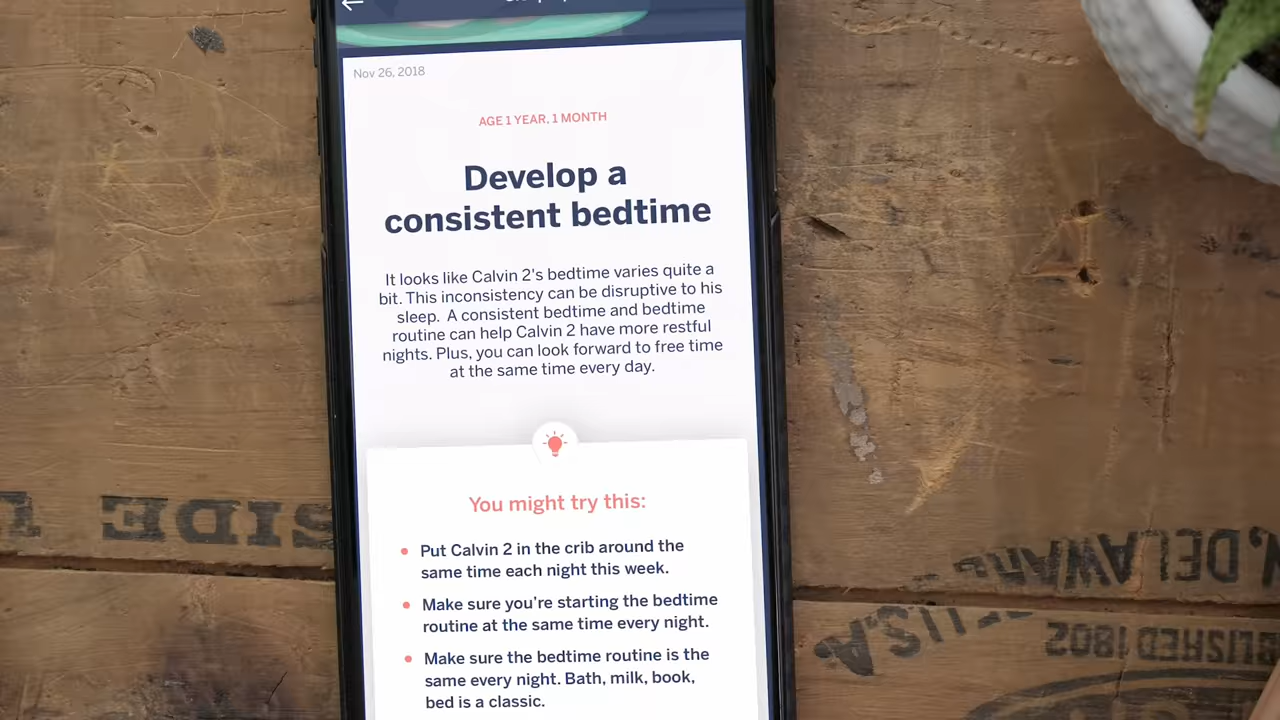 Nov 26, 2018
AGE 1 YEAR, 1 MONTH
Develop a
consistent bedtime
It looks like Calvin 2's bedtime varies quite a
bit. This inconsistency can be disruptive to his
sleep. A consistent bedtime and bedtime
routine can help Calvin 2 have more restful
nights. Plus, you can look forward to free time
at the same time every day.
You might try this:
Put Calvin 2 in the crib around the
same time each night this week.
Make sure you're starting the bedtime
routine at the same time every night.
Make sure the bedtime routine is the
same every night. Bath, milk, book,
bed is a classic.
SIDE
N, DELAWARE
U.S.A.
BLISHED 1802